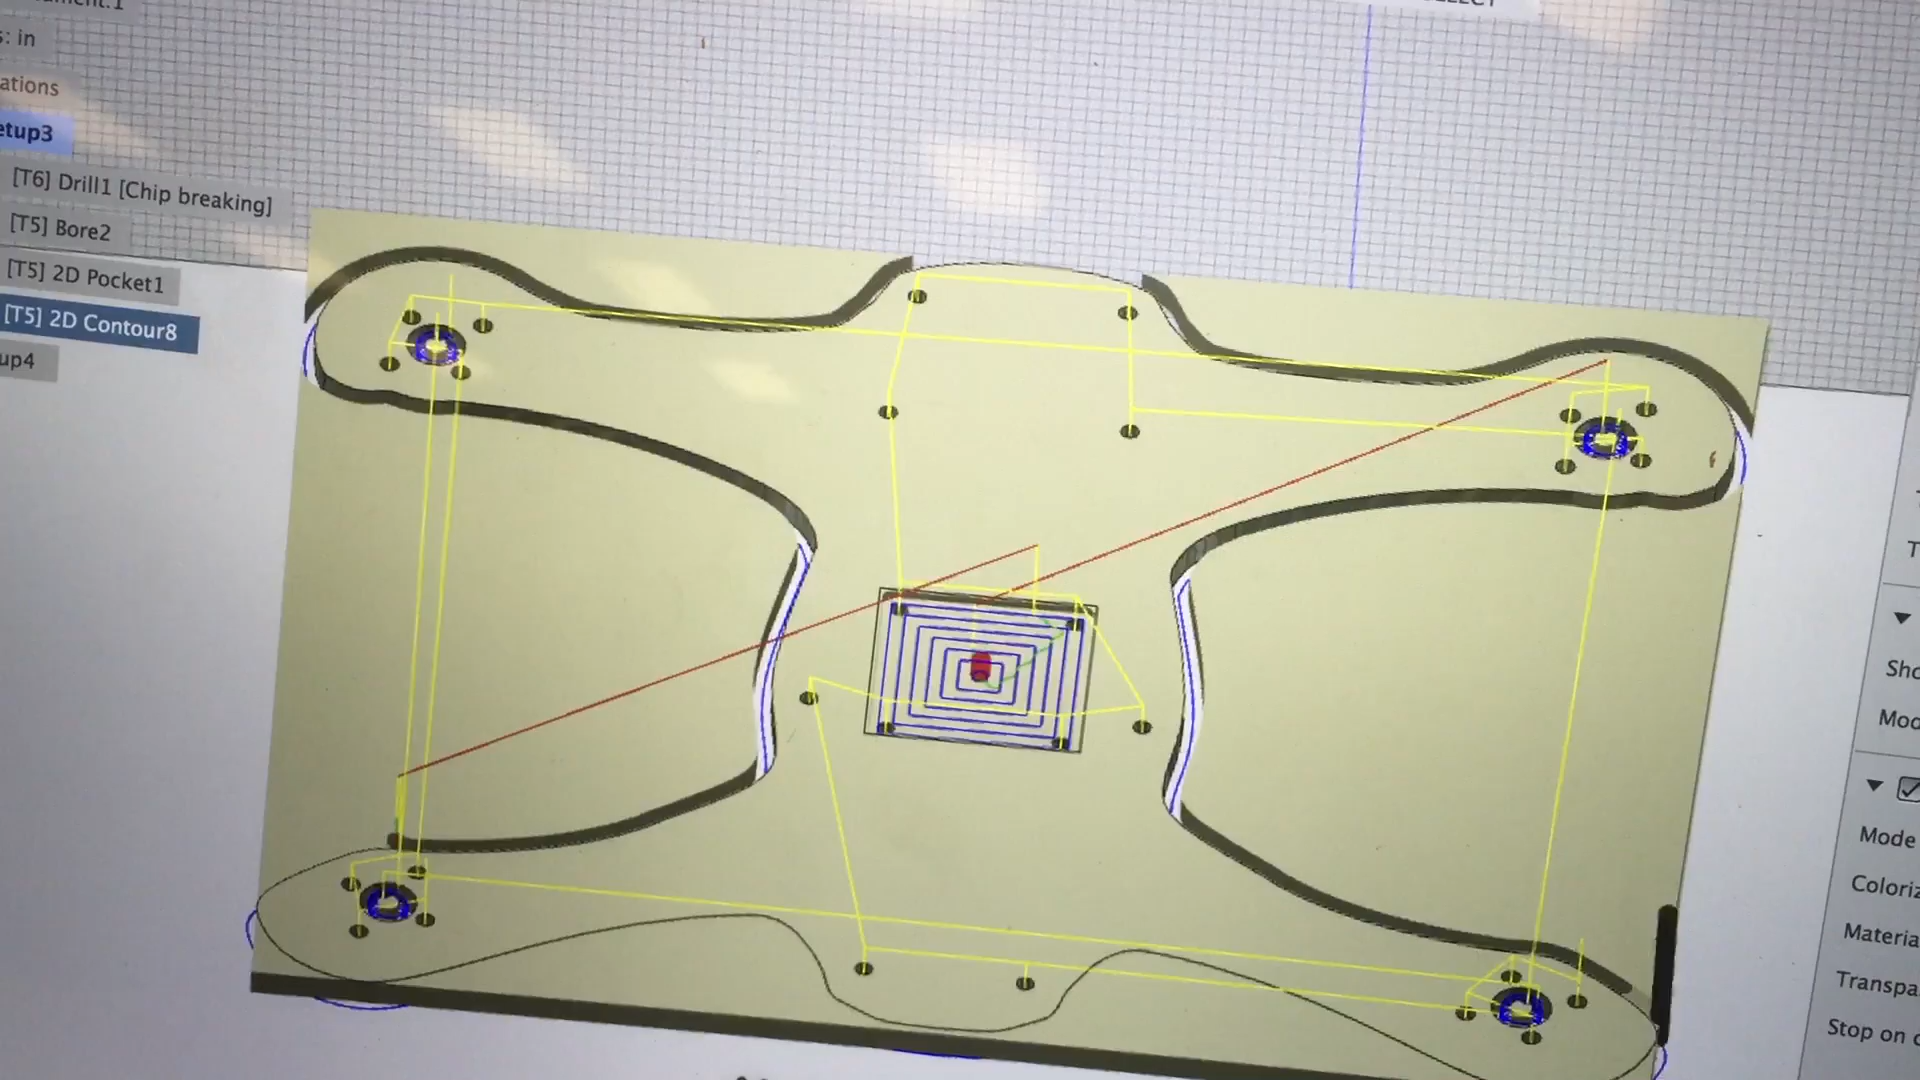 : in
ations
etup3
[T6] Drill1 [Chip breaking]
[T5] Bore2
[T5] 2D Pocket1
[T5] 2D Contour8
up4
T
Sho
Mod
Mode
Coloriz
Materia
Transpa
Stop on c